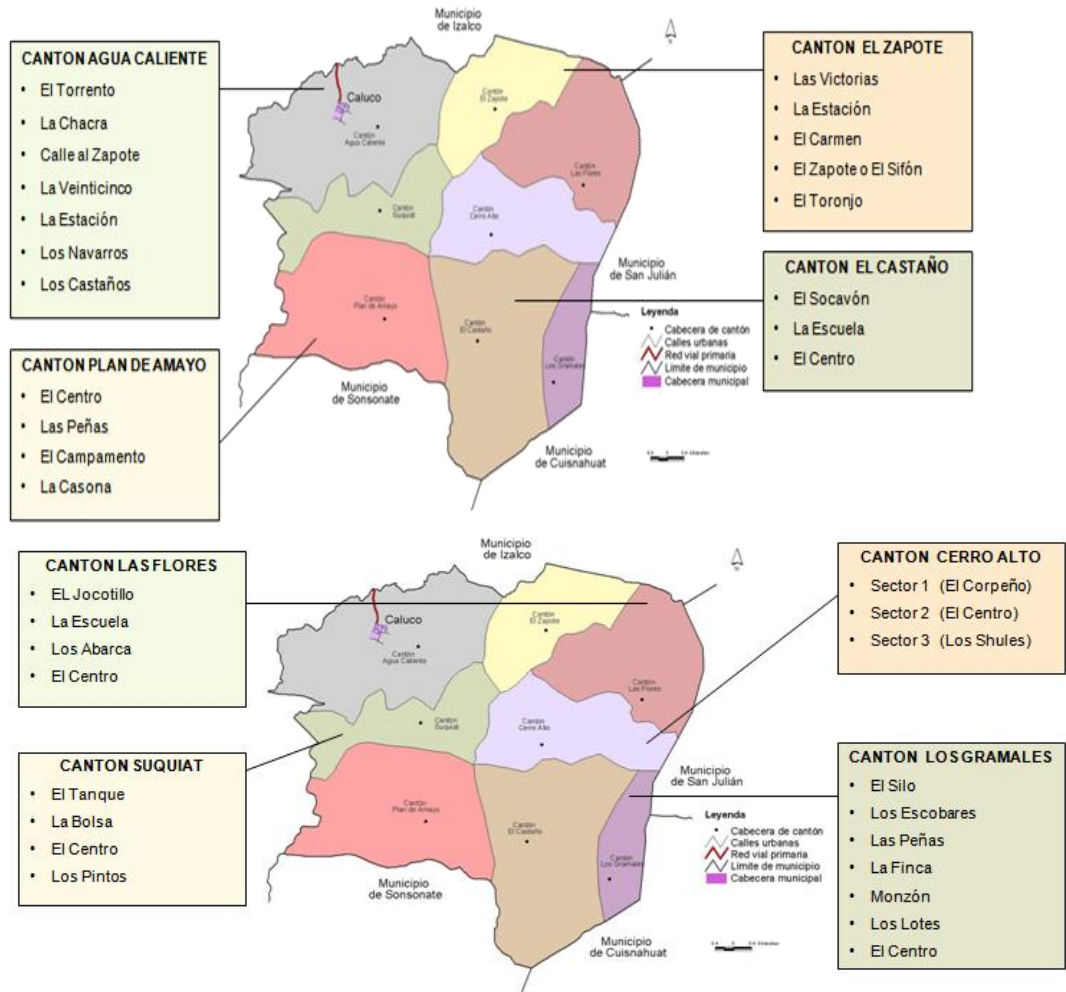 Municipio
de Izalco
CANTON AGUA CALIENTE
• El Torrento
• La Chacra
• Calle al Zapote
• La Veinticinco
• La Estación
• Los Navarros
• Los Castaños
CANTON EL ZAPOTE
• Las Victorias
• La Estación
• El Carmen
• El Zapote o El Sifón
• El Toronjo
N
Caluco
Cantón
Agua Caliente
Cantón
El Zapote
Cantón
Las Flores
Cantón
Suquiat
Cantón
Cerro Alto
Municipio
de San Julián
CANTON EL CASTAÑO
• El Socavón
• La Escuela
• El Centro
Cantón
Plan de Amayo
Cantón
El Castaño
Cantón
Los Gramales
Leyenda
Cabecera de cantón
Calles urbanas
Red vial primaria
Límite de municipio
Cabecera municipal
CANTON PLAN DE AMAYO
• El Centro
• Las Peñas
• El Campamento
• La Casona
Municipio
de Sonsonate
Municipio
de Cuisnahuat
Municipio
de Izalco
CANTON LAS FLORES
• EL Jocotillo
• La Escuela
• Los Abarca
• El Centro
CANTON CERRO ALTO
• Sector 1 (El Corpeño)
• Sector 2 (El Centro)
• Sector 3 (Los Shules)
N
Caluco
Cantón
Agua Caliente
Cantón
El Zapote
Cantón
Las Flores
Cantón
Suquiat
Cantón
Cerro Alto
CANTON SUQUIAT
• El Tanque
• La Bolsa
• El Centro
• Los Pintos
Municipio
de San Julián
CANTON LOS GRAMALES
• El Silo
• Los Escobares
• Las Peñas
• La Finca
• Monzón
• Los Lotes
• El Centro
Cantón
Plan de Amayo
Cantón
El Castaño
Cantón
Los Gramales
Leyenda
Cabecera de cantón
Calles urbanas
Red vial primaria
Límite de municipio
Cabecera municipal
Municipio
de Sonsonate
Municipio
de Cuisnahuat